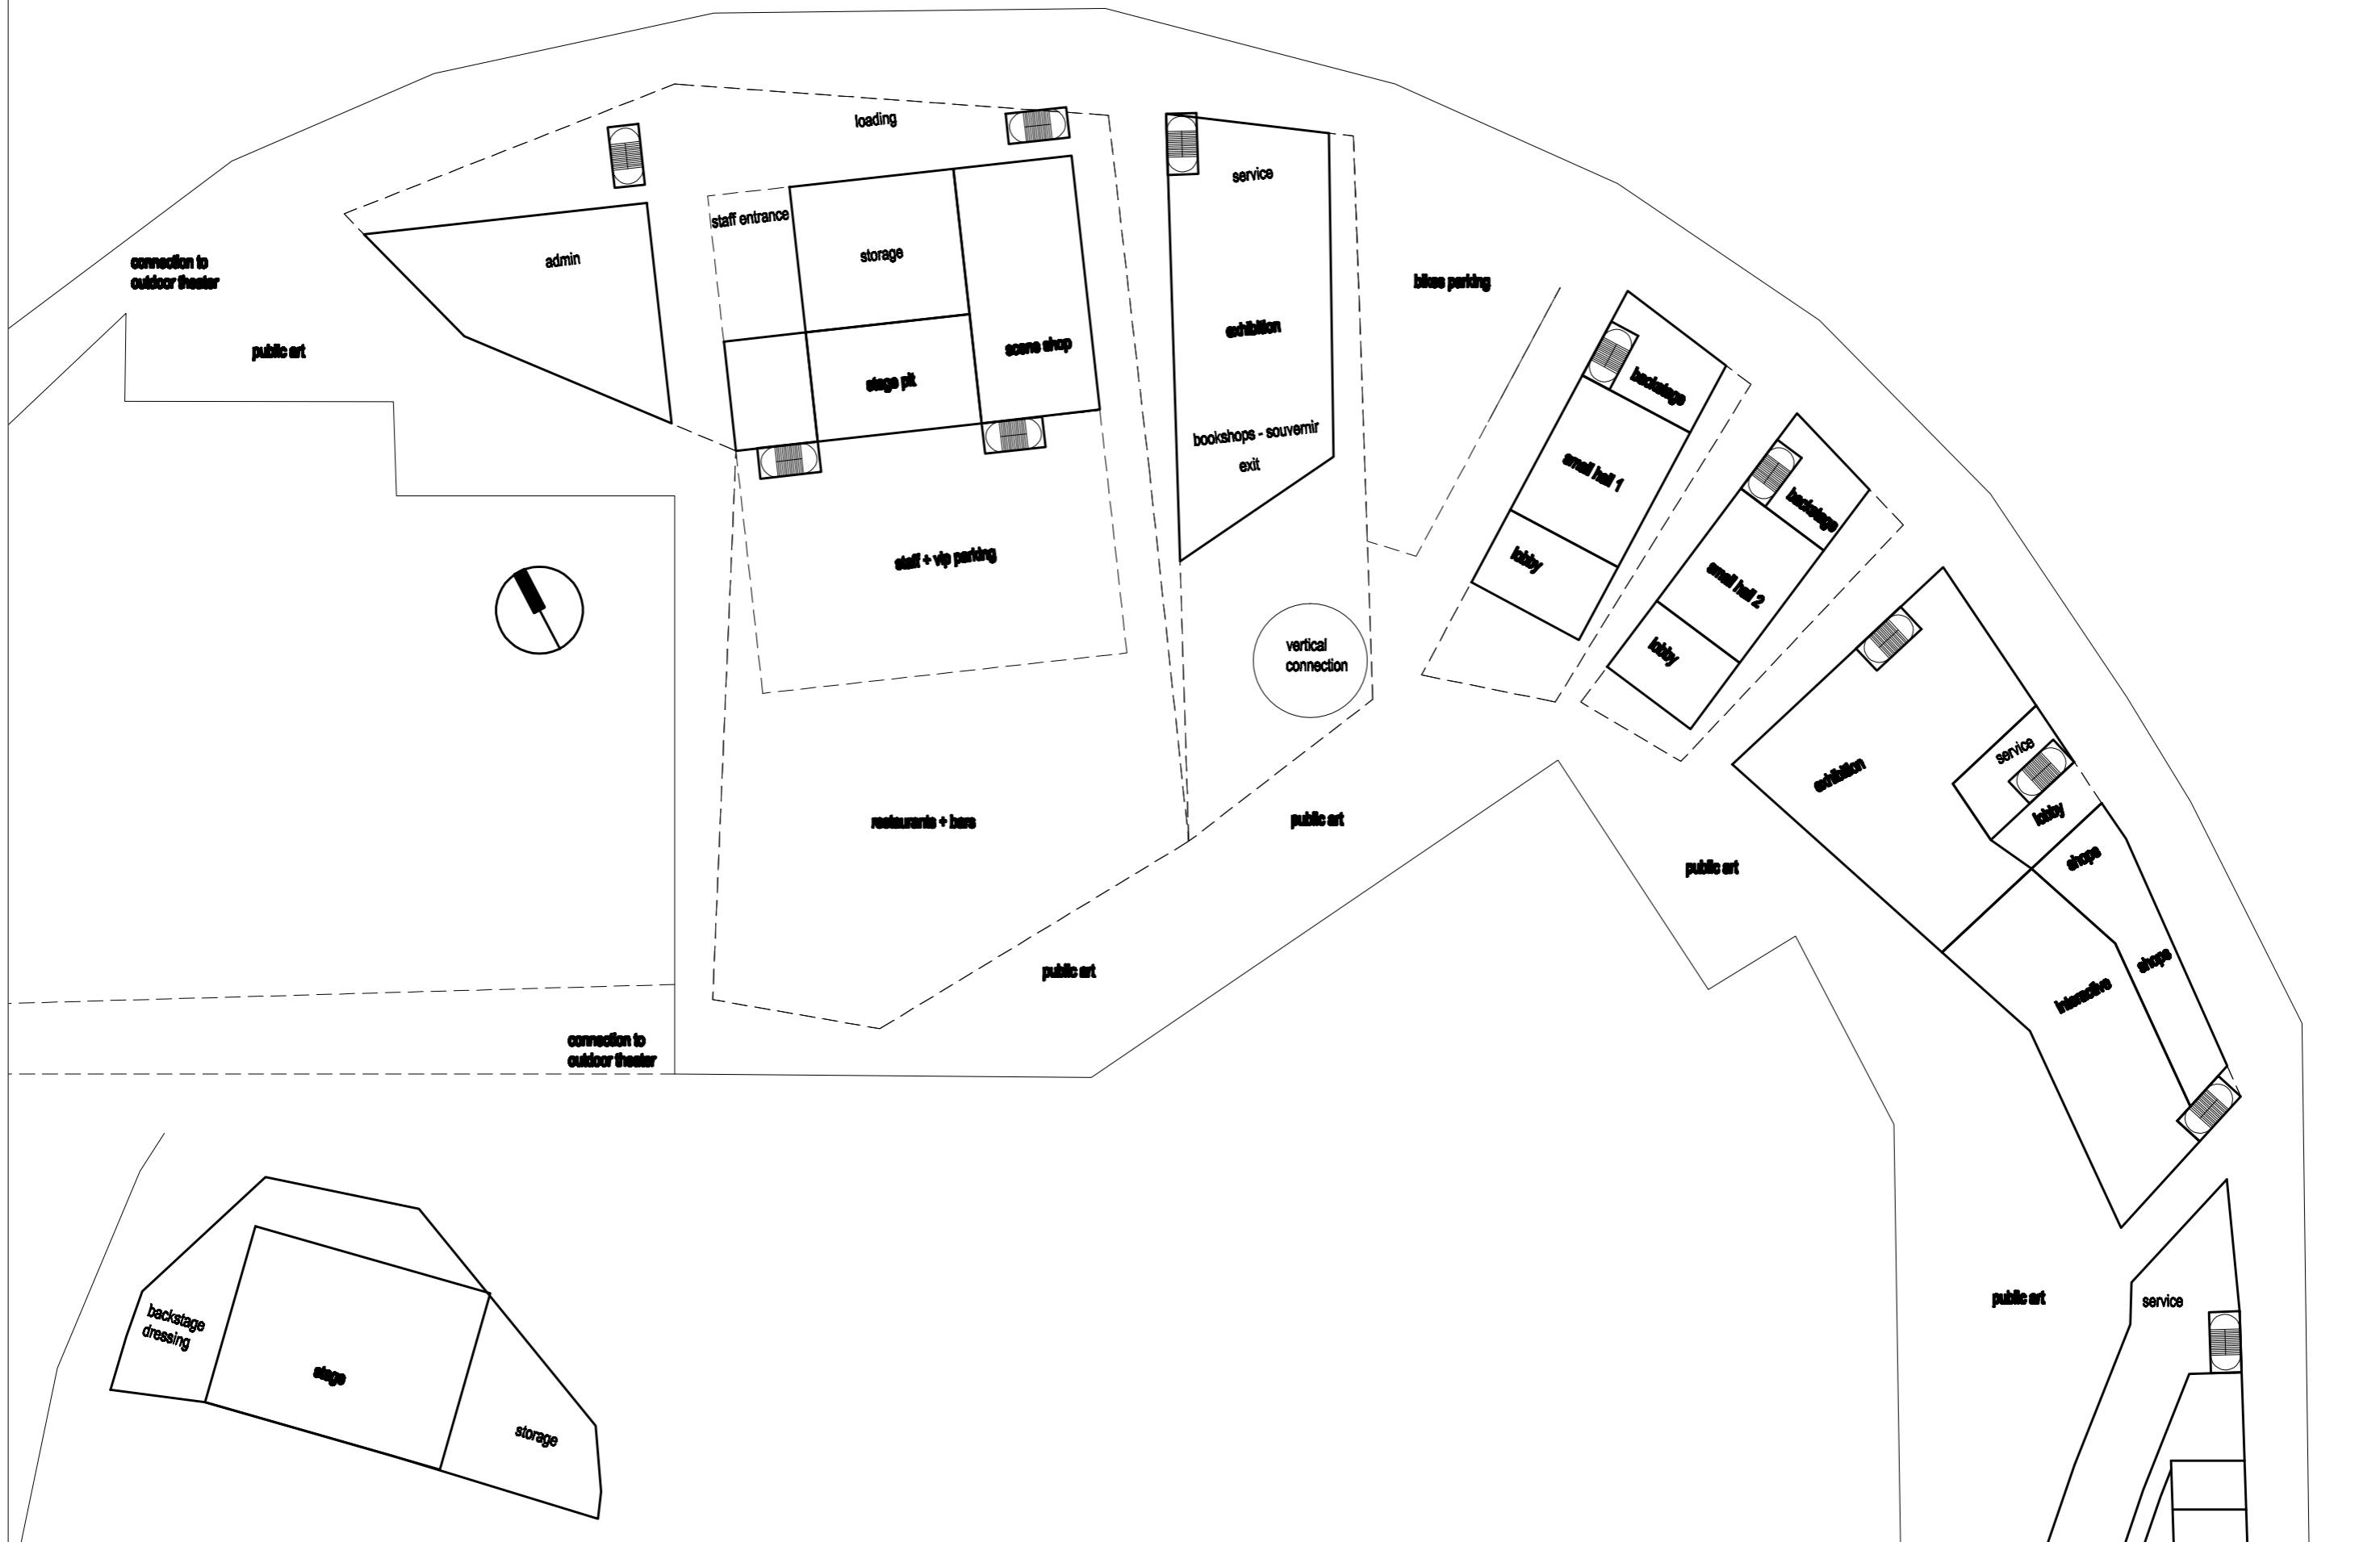 loading
service
staff entrance
storage
admin
connection to
outdoor theater
public art
bikes parking
exhibition
scene shop
stage pit
backstage
bookshops - souvernir
exit
small hall 1
backstage
lobby
staff + vip parking
small hall 2
lobby
vertical
connection
service
exhibition
lobby
restaurants + bars
public art
shops
public art
shops
public art
interactive
connection to
outdoor theater
public art
service
backstage
dressing
stage
storage